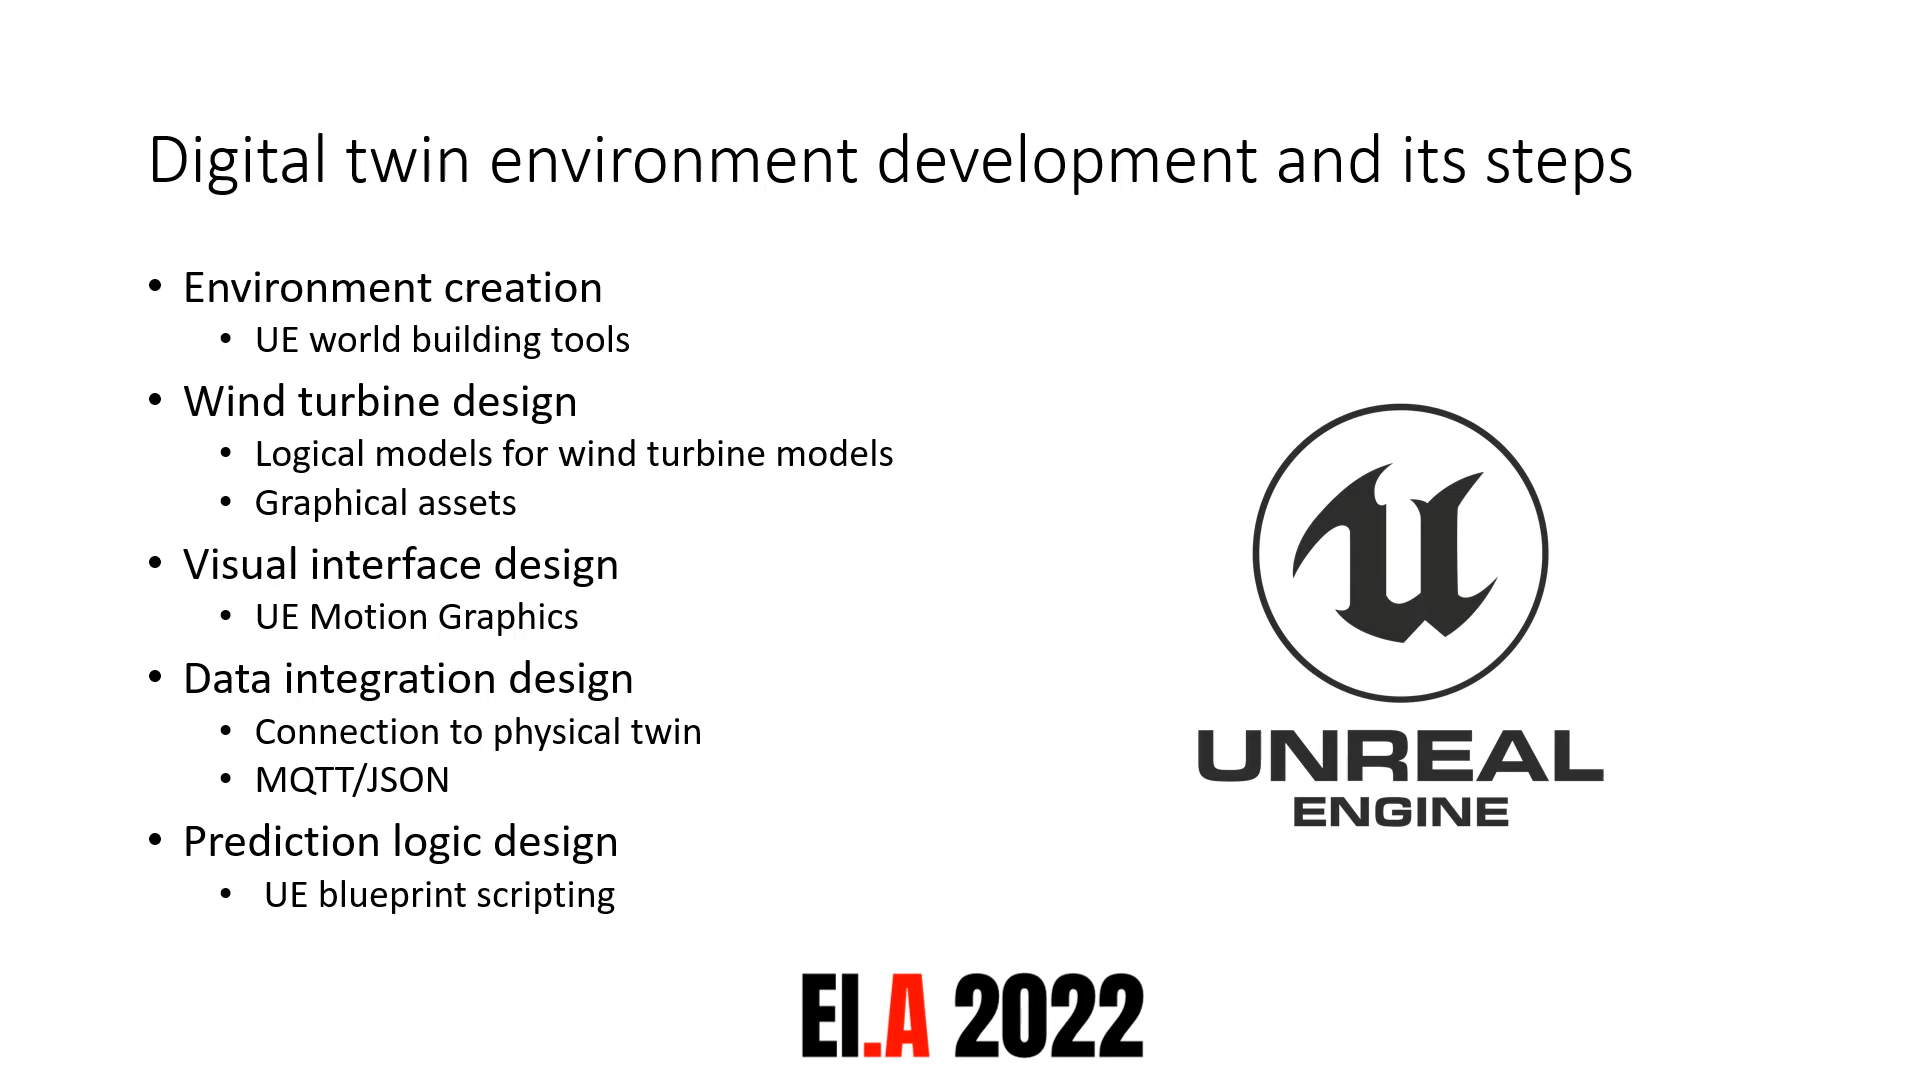 Digital twin environment development and its steps
• Environment creation
• UE world building tools
• Wind turbine design
• Logical models for wind turbine models
• Graphical assets
• Visual interface design
• UE Motion Graphics
• Data integration design
• Connection to physical twin
• MQTT/JSON
• Prediction logic design
• UE blueprint scripting
UNREAL
ENGINE
EI.A 2022